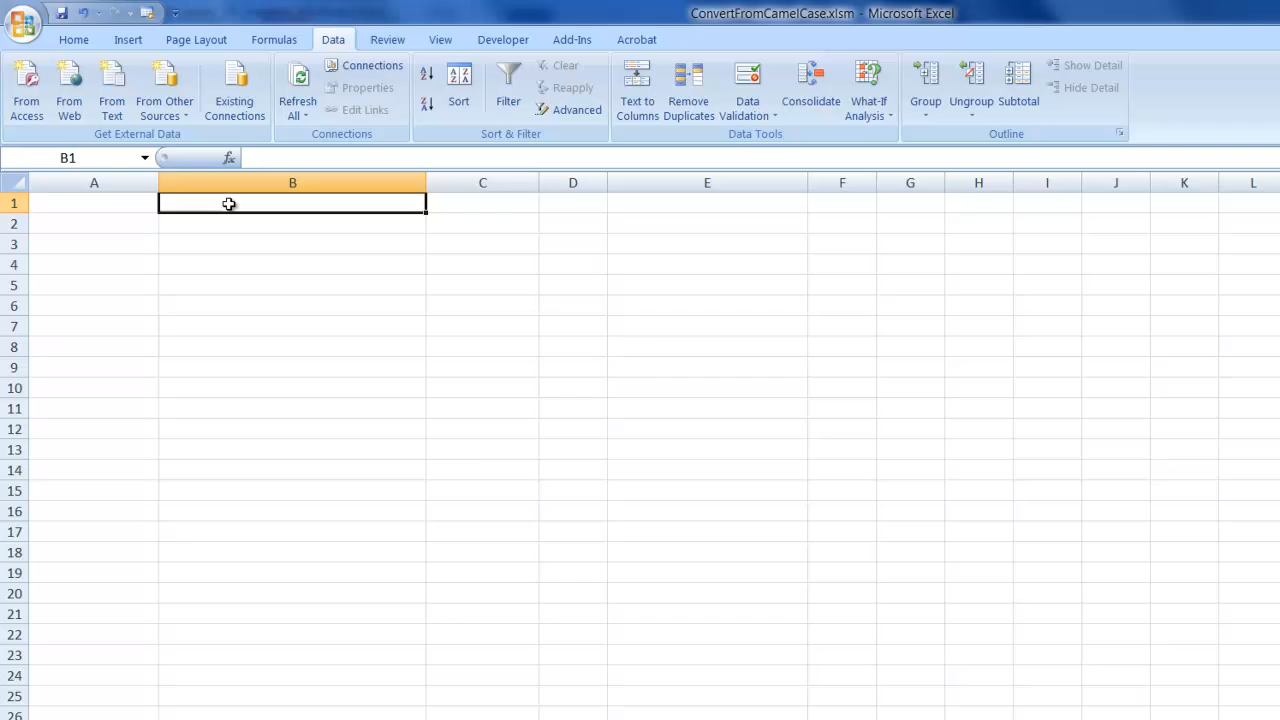 ConvertFromCamelCase.xlsm - Microsoft Excel
Home Insert Page Layout Formulas Data Review View Developer Add-Ins Acrobat
From Access
From Web
From Text
From Other Sources
Existing Connections
Get External Data
Refresh All
Connections
Properties
Edit Links
Connections
Sort
Filter
Clear
Reapply
Advanced
Sort & Filter
Text to Columns
Remove Duplicates
Data Validation
Consolidate
What-If Analysis
Data Tools
Group
Ungroup
Subtotal
Show Detail
Hide Detail
Outline
B1 fx
A B C D E F G H I J K L
1
2
3
4
5
6
7
8
9
10
11
12
13
14
15
16
17
18
19
20
21
22
23
24
25
26